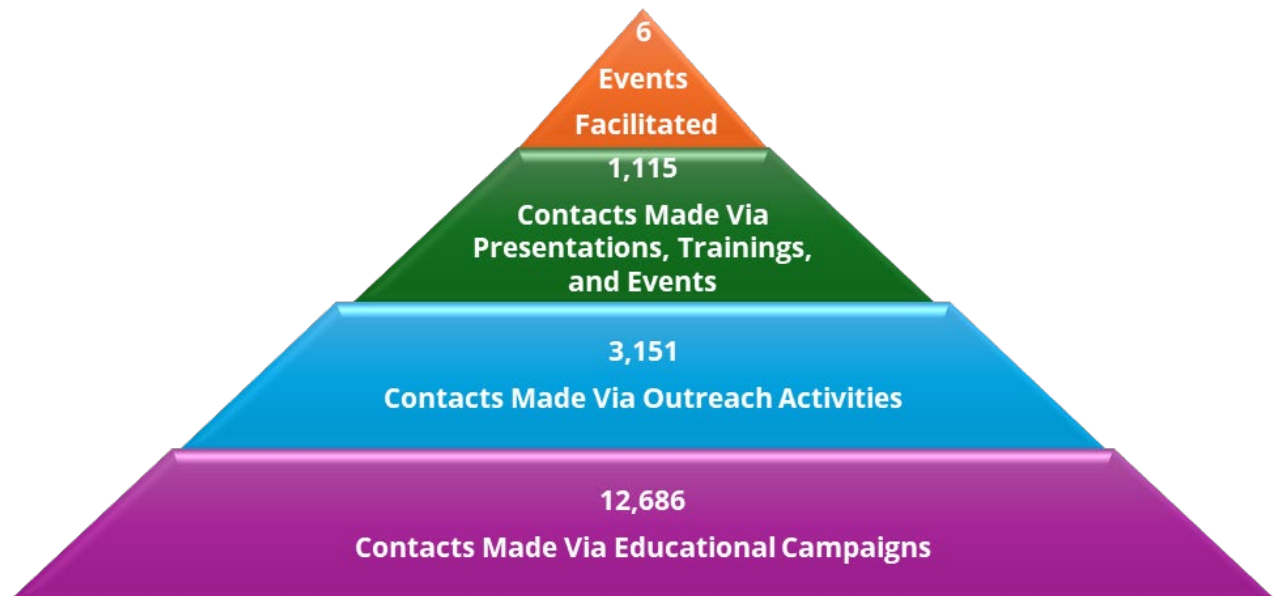 6
Events
Facilitated
1,115
Contacts Made Via
Presentations, Trainings,
and Events
3,151
Contacts Made Via Outreach Activities
12,686
Contacts Made Via Educational Campaigns